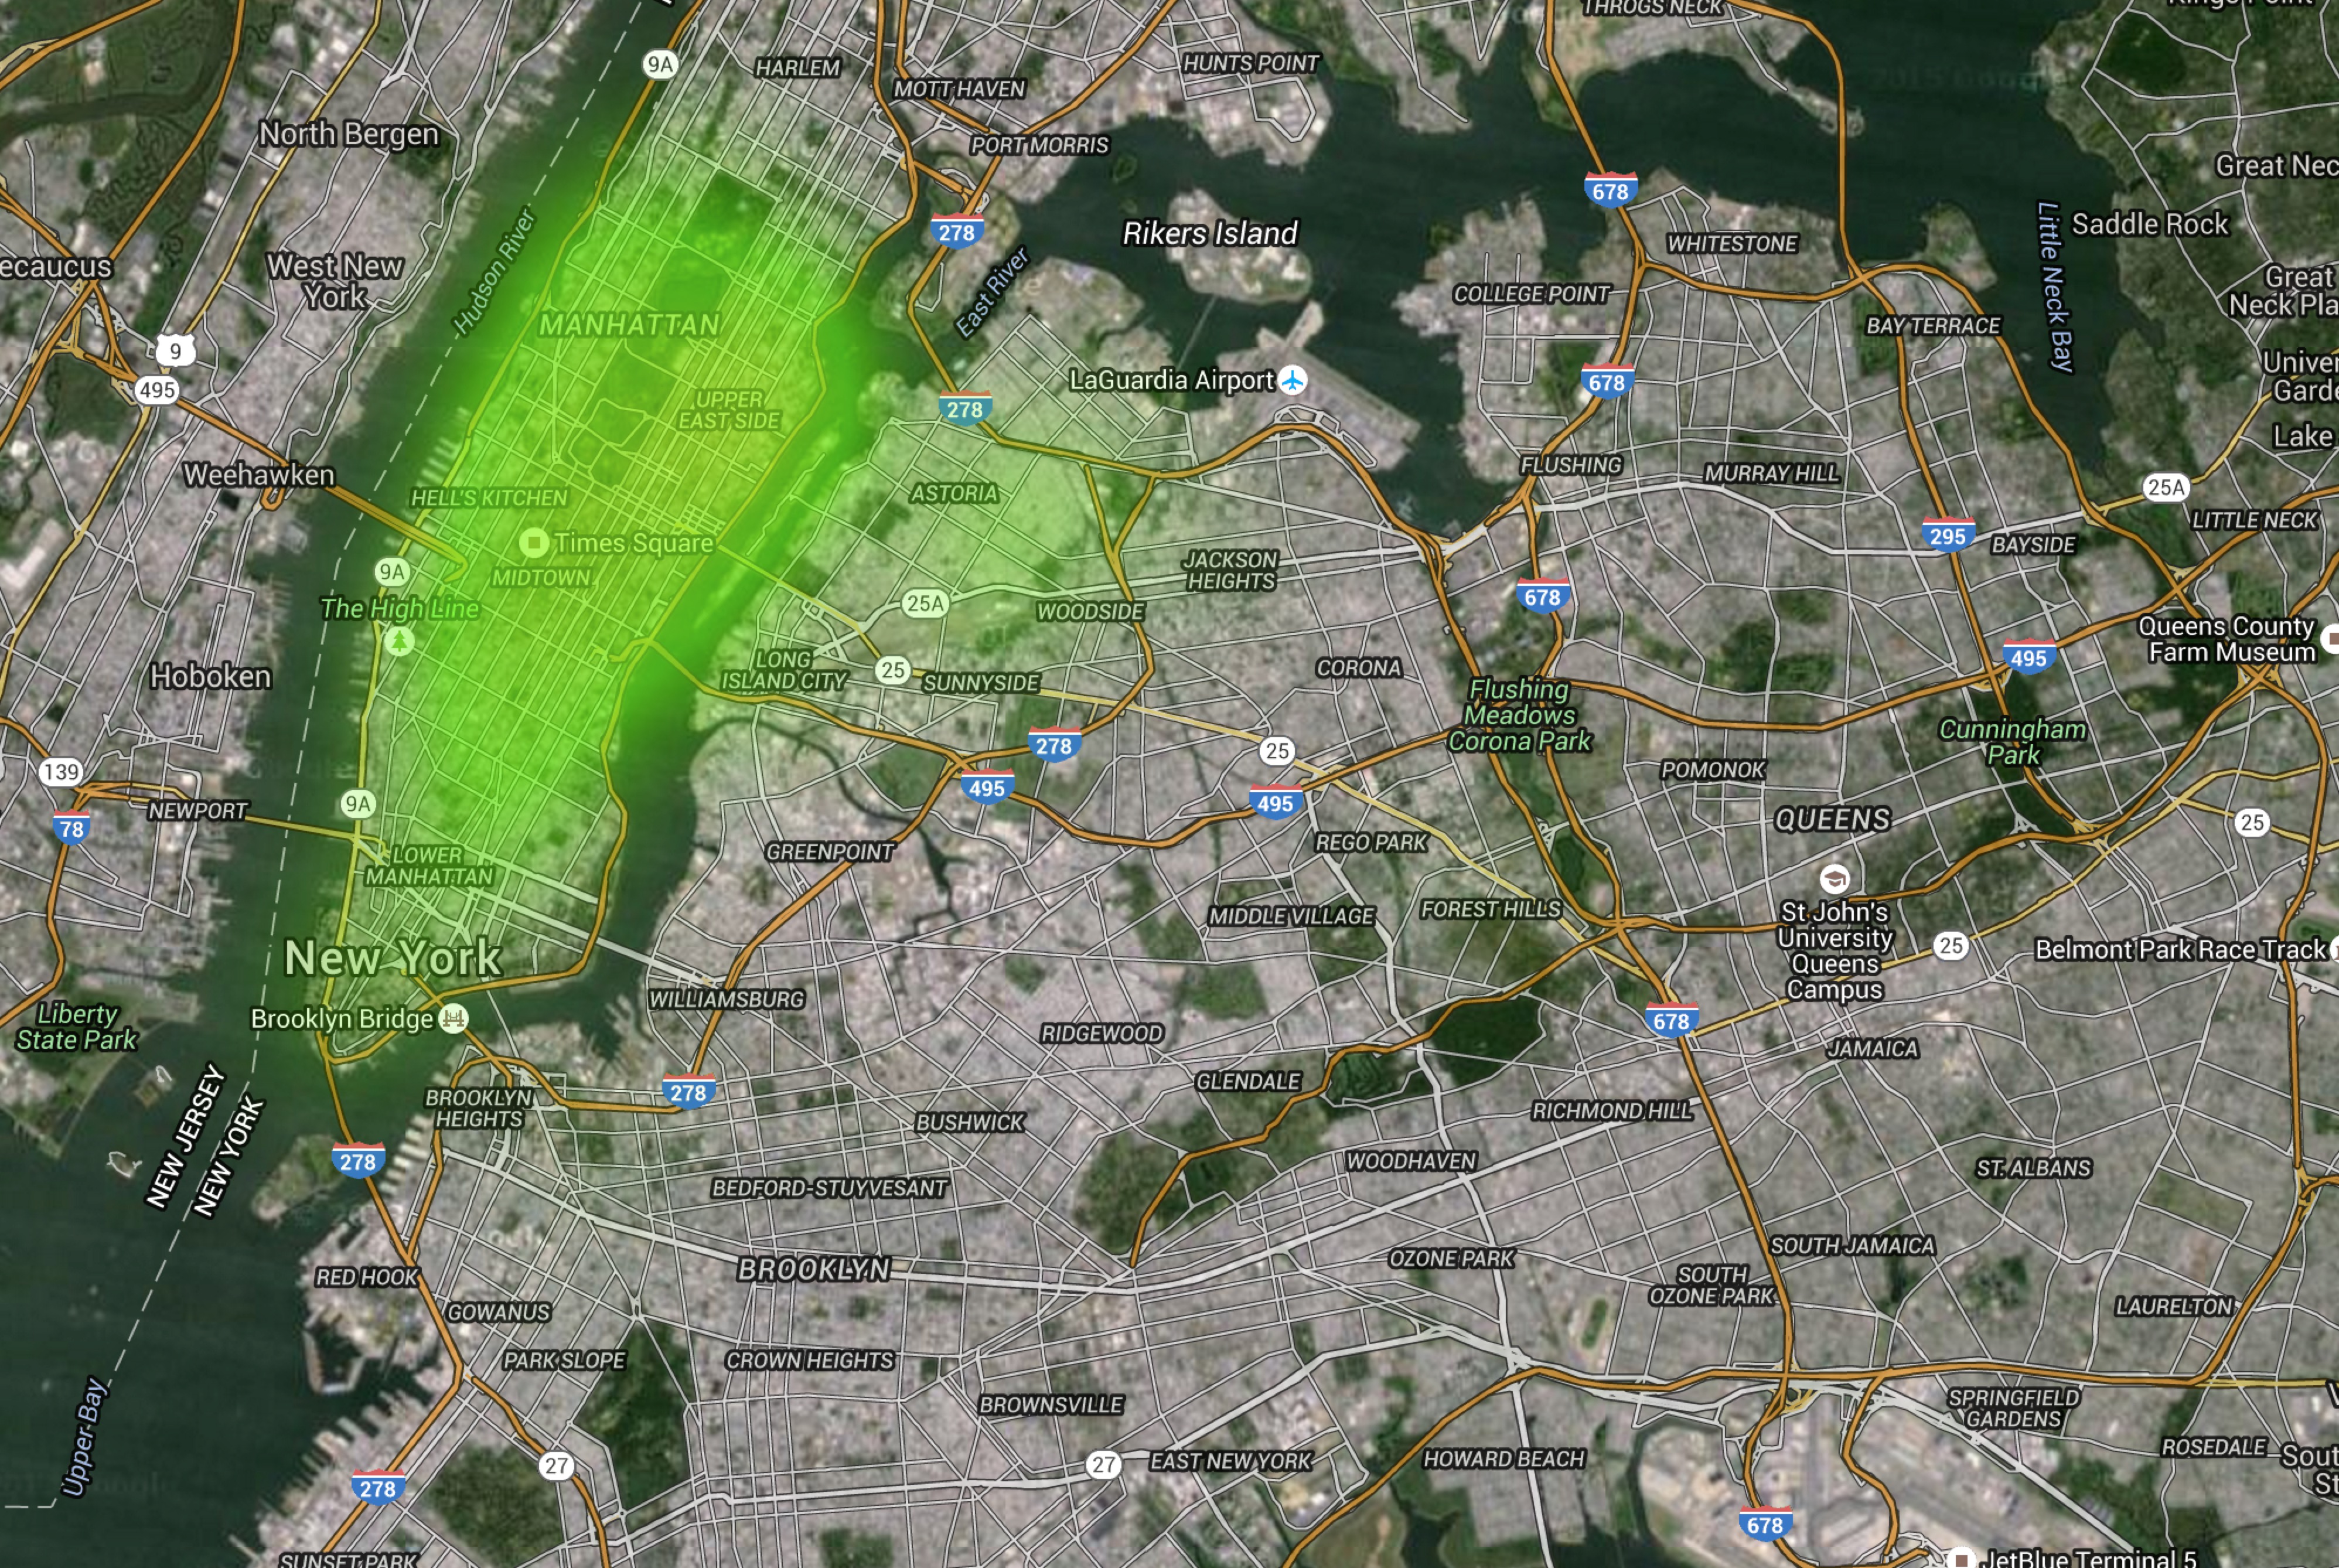 THROGS NECK
9A
HARLEM
HUNTS POINT
MOTT HAVEN
North Bergen
PORT MORRIS
Great Nec
678
Saddle Rock
278
Rikers Island
WHITESTONE
Little Neck Bay
Hudson River
East River
ecaucus
West New
York
COLLEGE POINT
Great
Neck Pla
MANHATTAN
BAY TERRACE
9
495
LaGuardia Airport
678
Univer
Garde
UPPER
EAST SIDE
278
Lake
Weehawken
FLUSHING
MURRAY HILL
25A
HELL'S KITCHEN
ASTORIA
LITTLE NECK
Times Square
295
BAYSIDE
9A
MIDTOWN
JACKSON
HEIGHTS
678
The High Line
25A
WOODSIDE
Queens County
Farm Museum
495
Hoboken
LONG
ISLAND CITY
25
SUNNYSIDE
CORONA
Flushing
Meadows
Corona Park
Cunningham
Park
278
25
139
495
495
POMONOK
9A
78
NEWPORT
QUEENS
25
GREENPOINT
REGO PARK
LOWER
MANHATTAN
MIDDLE VILLAGE
FOREST HILLS
St John's
University
Queens
Campus
25
Belmont Park Race Track
New York
WILLIAMSBURG
Brooklyn Bridge
Liberty
State Park
RIDGEWOOD
678
JAMAICA
NEW JERSEY
NEW YORK
278
BROOKLYN
HEIGHTS
GLENDALE
BUSHWICK
RICHMOND HILL
278
WOODHAVEN
ST. ALBANS
BEDFORD-STUYVESANT
BROOKLYN
OZONE PARK
SOUTH JAMAICA
RED HOOK
SOUTH
OZONE PARK
GOWANUS
LAURELTON
PARK SLOPE
CROWN HEIGHTS
BROWNSVILLE
SPRINGFIELD
GARDENS
Upper Bay
27
27
EAST NEW YORK
HOWARD BEACH
ROSEDALE
Sout
St
278
678
SUNSET PARK
JetBlue Terminal 5